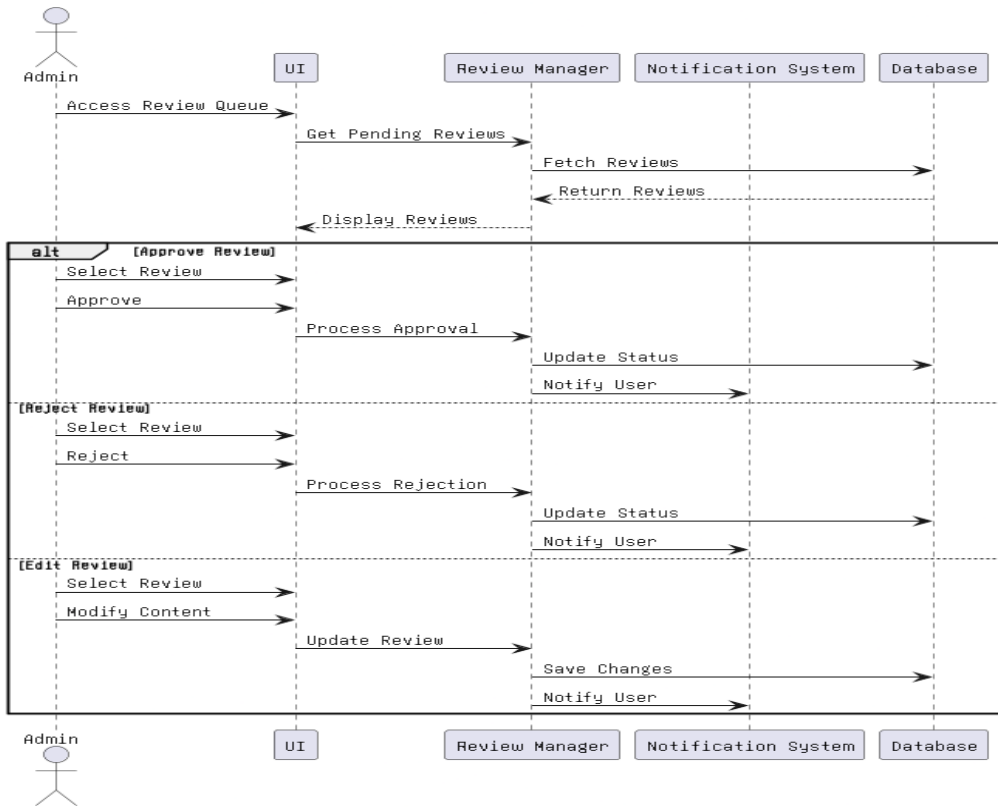 Admin
UI
Review Manager
Notification System
Database
Access Review Queue
Get Pending Reviews
Fetch Reviews
Return Reviews
Display Reviews
alt [Approve Review]
Select Review
Approve
Process Approval
Update Status
Notify User
[Reject Review]
Select Review
Reject
Process Rejection
Update Status
Notify User
[Edit Review]
Select Review
Modify Content
Update Review
Save Changes
Notify User
Admin
UI
Review Manager
Notification System
Database